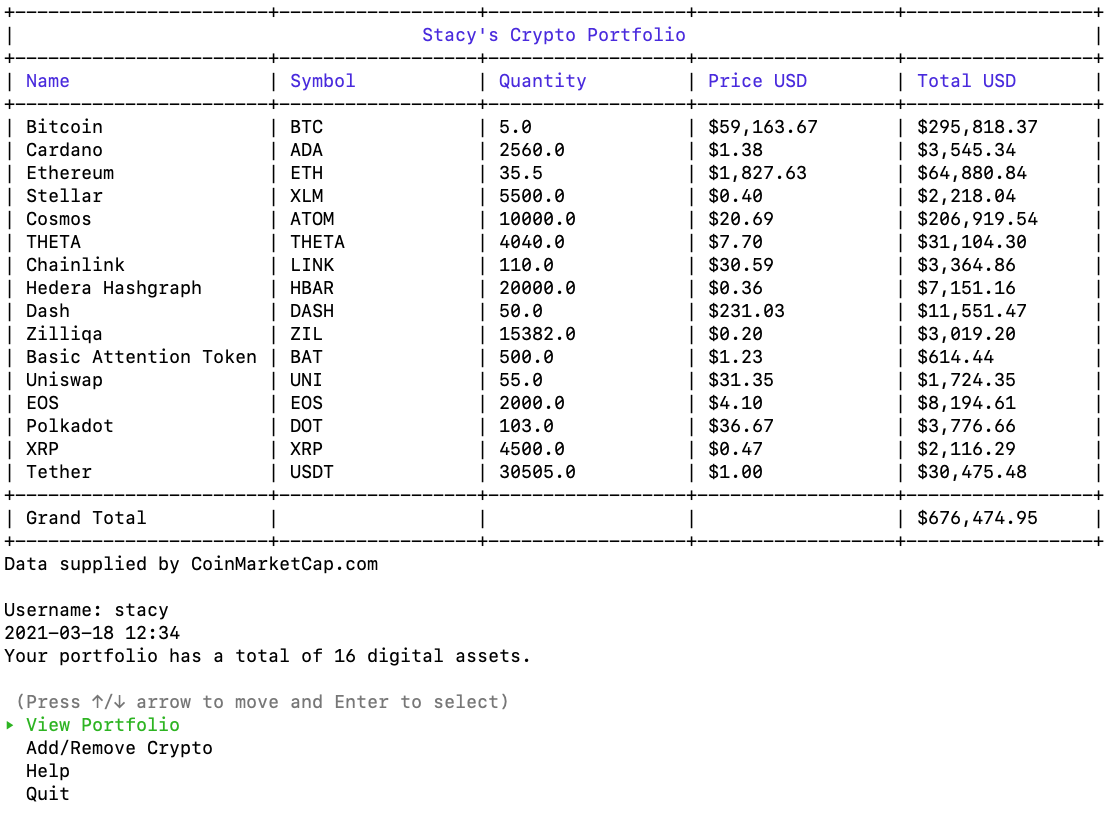 Stacy's Crypto Portfolio
Name | Symbol | Quantity | Price USD | Total USD
Bitcoin | BTC | 5.0 | $59,163.67 | $295,818.37
Cardano | ADA | 2560.0 | $1.38 | $3,545.34
Ethereum | ETH | 35.5 | $1,827.63 | $64,880.84
Stellar | XLM | 5500.0 | $0.40 | $2,218.04
Cosmos | ATOM | 10000.0 | $20.69 | $206,919.54
THETA | THETA | 4040.0 | $7.70 | $31,104.30
Chainlink | LINK | 110.0 | $30.59 | $3,364.86
Hedera Hashgraph | HBAR | 20000.0 | $0.36 | $7,151.16
Dash | DASH | 50.0 | $231.03 | $11,551.47
Zilliqa | ZIL | 15382.0 | $0.20 | $3,019.20
Basic Attention Token | BAT | 500.0 | $1.23 | $614.44
Uniswap | UNI | 55.0 | $31.35 | $1,724.35
EOS | EOS | 2000.0 | $4.10 | $8,194.61
Polkadot | DOT | 103.0 | $36.67 | $3,776.66
XRP | XRP | 4500.0 | $0.47 | $2,116.29
Tether | USDT | 30505.0 | $1.00 | $30,475.48
Grand Total | | | | $676,474.95
Data supplied by CoinMarketCap.com
Username: stacy
2021-03-18 12:34
Your portfolio has a total of 16 digital assets.
(Press ↑/↓ arrow to move and Enter to select)
‣ View Portfolio
Add/Remove Crypto
Help
Quit